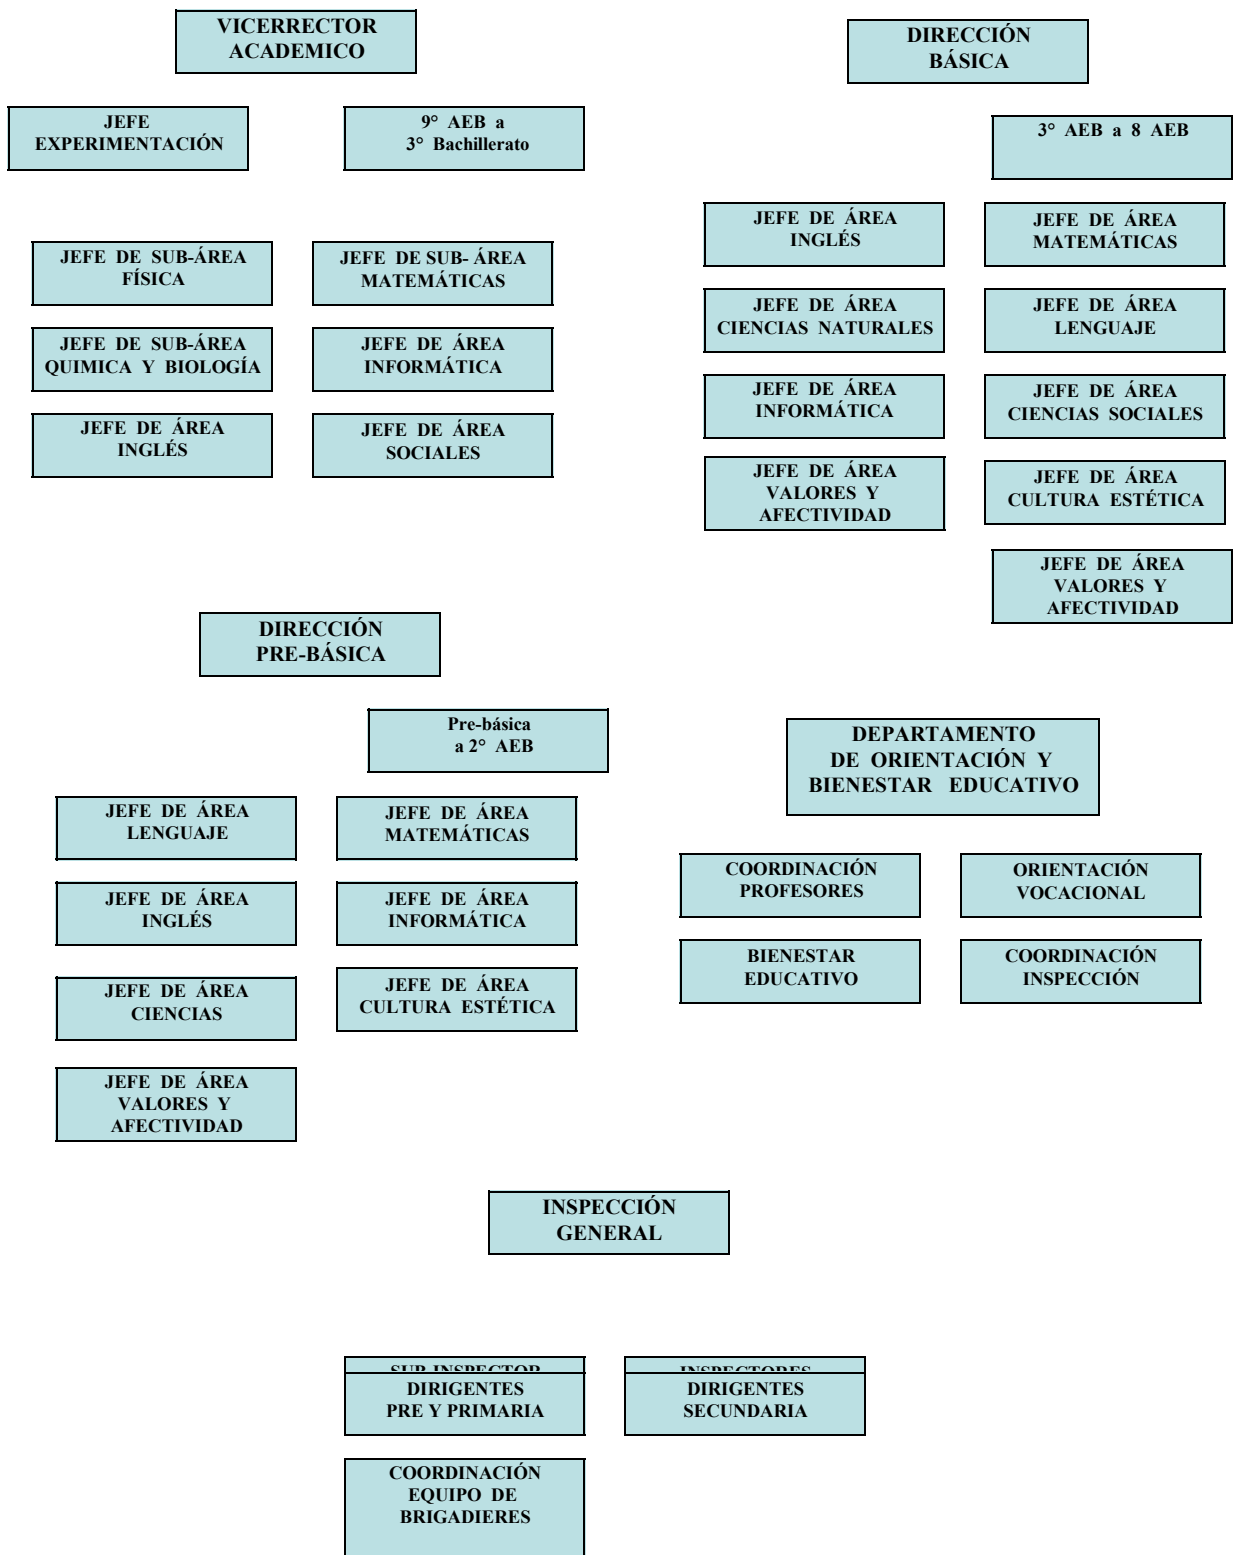 VICERRECTOR
ACADEMICO
JEFE
EXPERIMENTACIÓN
9° AEB a
3° Bachillerato
JEFE DE SUB-ÁREA
FÍSICA
JEFE DE SUB- ÁREA
MATEMÁTICAS
JEFE DE SUB-ÁREA
QUIMICA Y BIOLOGÍA
JEFE DE ÁREA
INFORMÁTICA
JEFE DE ÁREA
INGLÉS
JEFE DE ÁREA
SOCIALES
DIRECCIÓN
BÁSICA
3° AEB a 8 AEB
JEFE DE ÁREA
INGLÉS
JEFE DE ÁREA
MATEMÁTICAS
JEFE DE ÁREA
CIENCIAS NATURALES
JEFE DE ÁREA
LENGUAJE
JEFE DE ÁREA
INFORMÁTICA
JEFE DE ÁREA
CIENCIAS SOCIALES
JEFE DE ÁREA
VALORES Y
AFECTIVIDAD
JEFE DE ÁREA
CULTURA ESTÉTICA
JEFE DE ÁREA
VALORES Y
AFECTIVIDAD
DIRECCIÓN
PRE-BÁSICA
Pre-básica
a 2° AEB
JEFE DE ÁREA
LENGUAJE
JEFE DE ÁREA
MATEMÁTICAS
JEFE DE ÁREA
INGLÉS
JEFE DE ÁREA
INFORMÁTICA
JEFE DE ÁREA
CIENCIAS
JEFE DE ÁREA
CULTURA ESTÉTICA
JEFE DE ÁREA
VALORES Y
AFECTIVIDAD
DEPARTAMENTO
DE ORIENTACIÓN Y
BIENESTAR EDUCATIVO
COORDINACIÓN
PROFESORES
ORIENTACIÓN
VOCACIONAL
BIENESTAR
EDUCATIVO
COORDINACIÓN
INSPECCIÓN
INSPECCIÓN
GENERAL
SUB-INSPECTOR
INSPECTORES
DIRIGENTES
PRE Y PRIMARIA
DIRIGENTES
SECUNDARIA
COORDINACIÓN
EQUIPO DE
BRIGADIERES